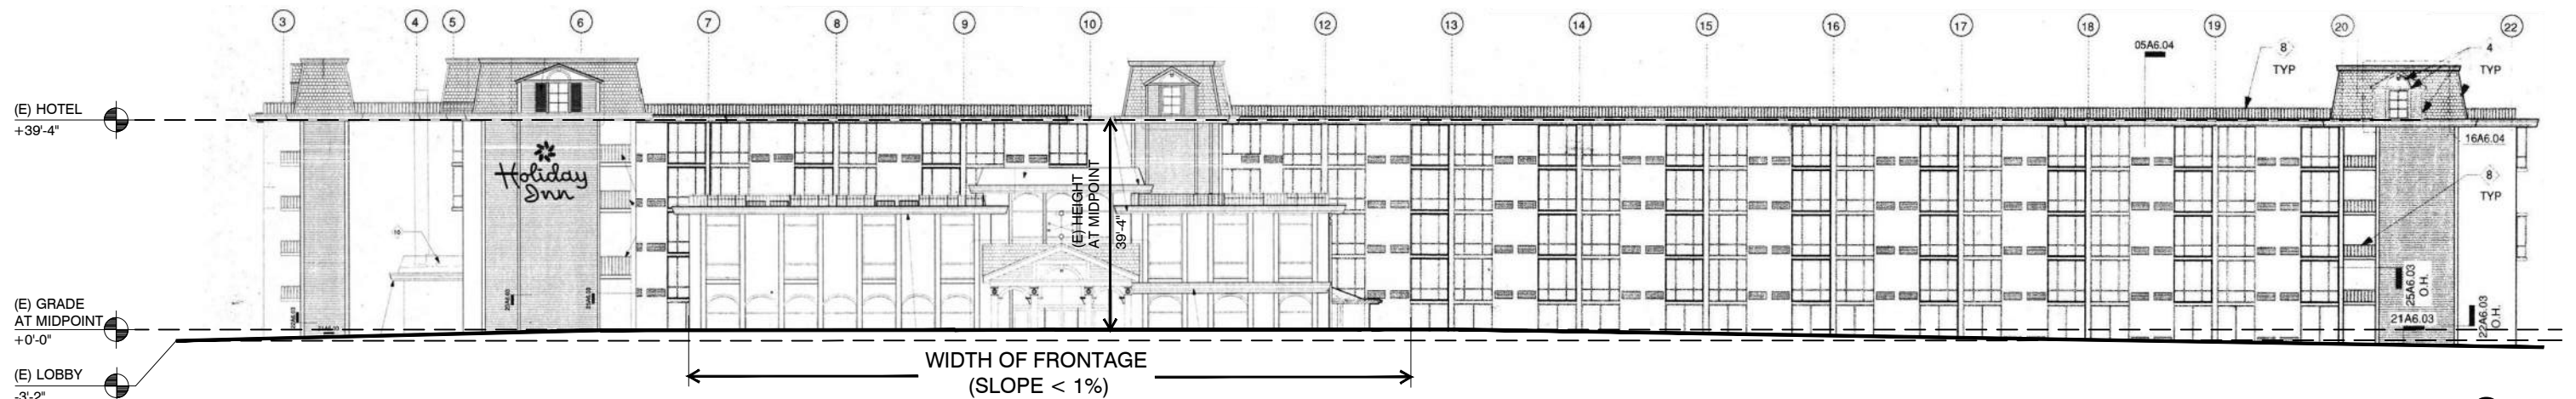 3 4 5 6 7 8 9 10 12 13 14 15 16 17 18 19 20 22
05A6.04
8
TYP
4
TYP
(E) HOTEL
+39'-4"
16A6.04
Holiday
Inn
(E) HEIGHT
AT MIDPOINT
39'-4"
8
TYP
(E) GRADE
AT MIDPOINT
+0'-0"
25A6.03
O.H.
21A6.03
22A6.03
O.H.
WIDTH OF FRONTAGE
(SLOPE < 1%)
(E) LOBBY
-3'-2"